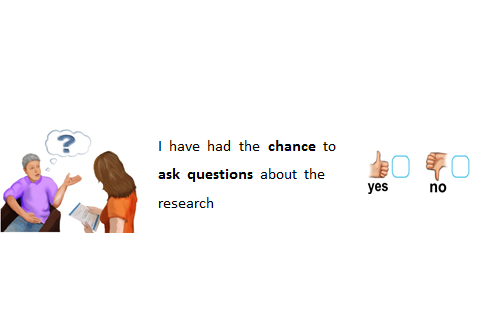 ?
I have had the chance to
ask questions about the
research
yes no